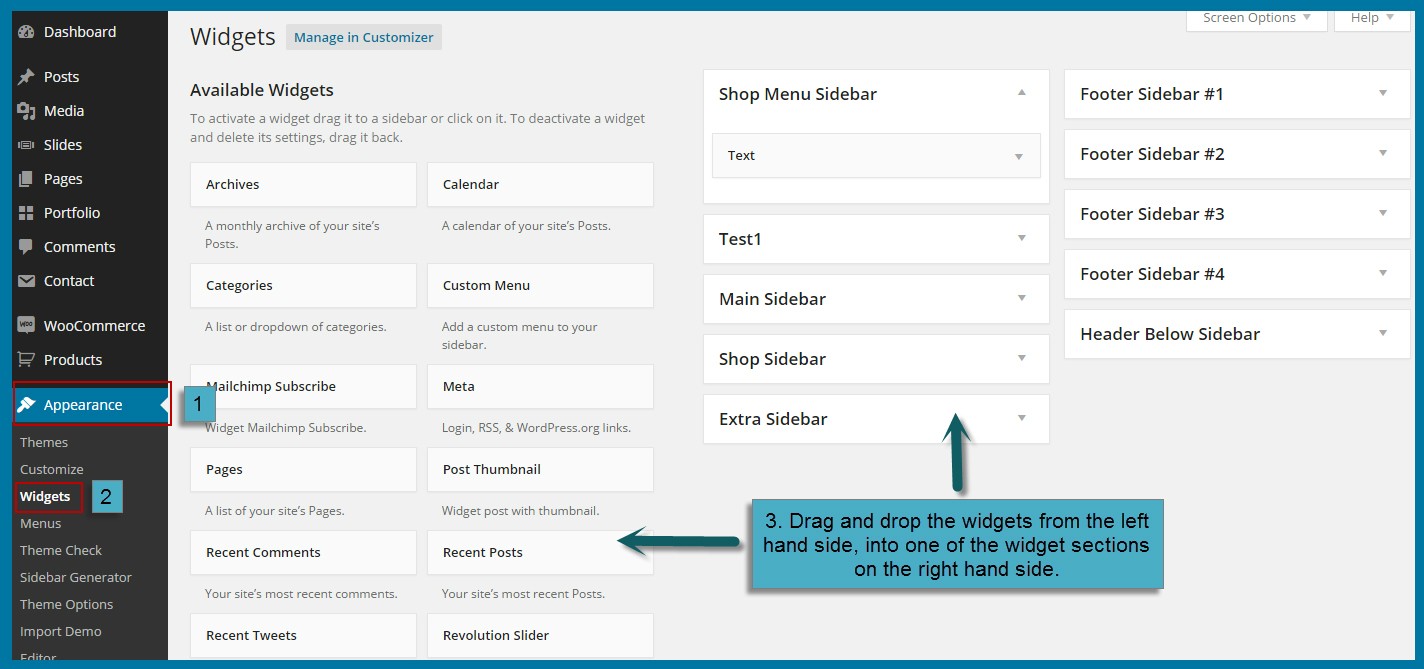 Dashboard
Posts
Media
Slides
Pages
Portfolio
Comments
Contact
WooCommerce
Products
Appearance
1
Themes
Customize
Widgets
2
Menus
Theme Check
Sidebar Generator
Theme Options
Import Demo
Editor
Widgets
Manage in Customizer
Screen Options
Help
Available Widgets
To activate a widget drag it to a sidebar or click on it. To deactivate a widget
and delete its settings, drag it back.
Archives
A monthly archive of your site's
Posts.
Calendar
A calendar of your site's Posts.
Categories
A list or dropdown of categories.
Custom Menu
Add a custom menu to your
sidebar.
Mailchimp Subscribe
Widget Mailchimp Subscribe.
Meta
Login, RSS, & WordPress.org links.
Pages
A list of your site's Pages.
Post Thumbnail
Widget post with thumbnail.
Recent Comments
Your site's most recent comments.
Recent Posts
Your site's most recent Posts.
Recent Tweets
Revolution Slider
Shop Menu Sidebar
Text
Test1
Main Sidebar
Shop Sidebar
Extra Sidebar
Footer Sidebar #1
Footer Sidebar #2
Footer Sidebar #3
Footer Sidebar #4
Header Below Sidebar
3. Drag and drop the widgets from the left
hand side, into one of the widget sections
on the right hand side.